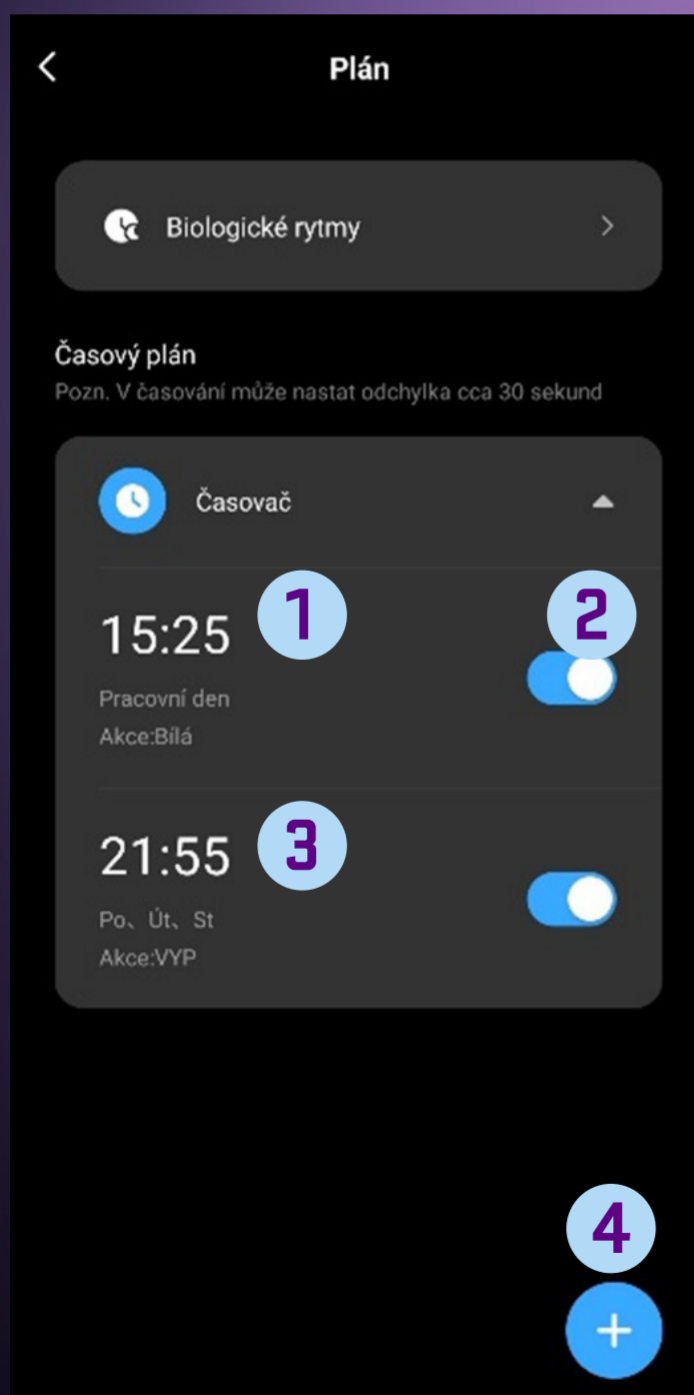 Plán
Biologické rytmy
Časový plán
Pozn. V časování může nastat odchylka cca 30 sekund
Časovač
15:25
1
2
Pracovní den
Akce:Bílá
21:55
3
Po、Út、St
Akce:VYP
4